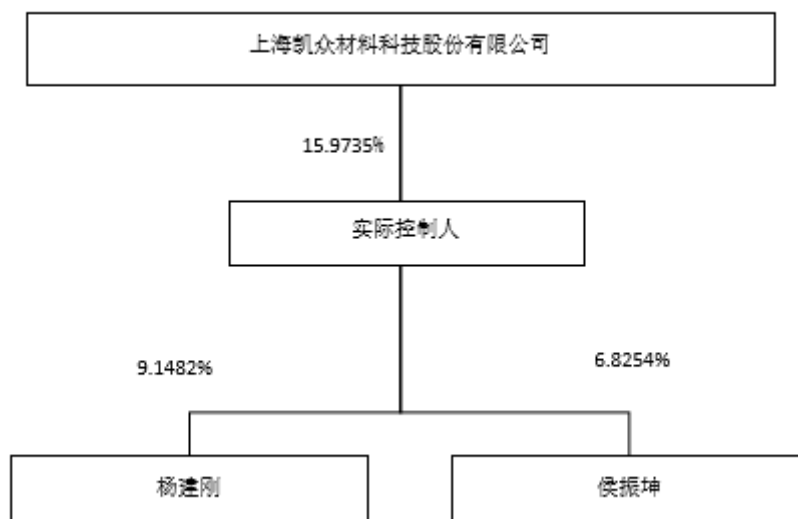 上海凯众材料科技股份有限公司
15.9735%
实际控制人
9.1482%
6.8254%
杨建刚
侯振坤